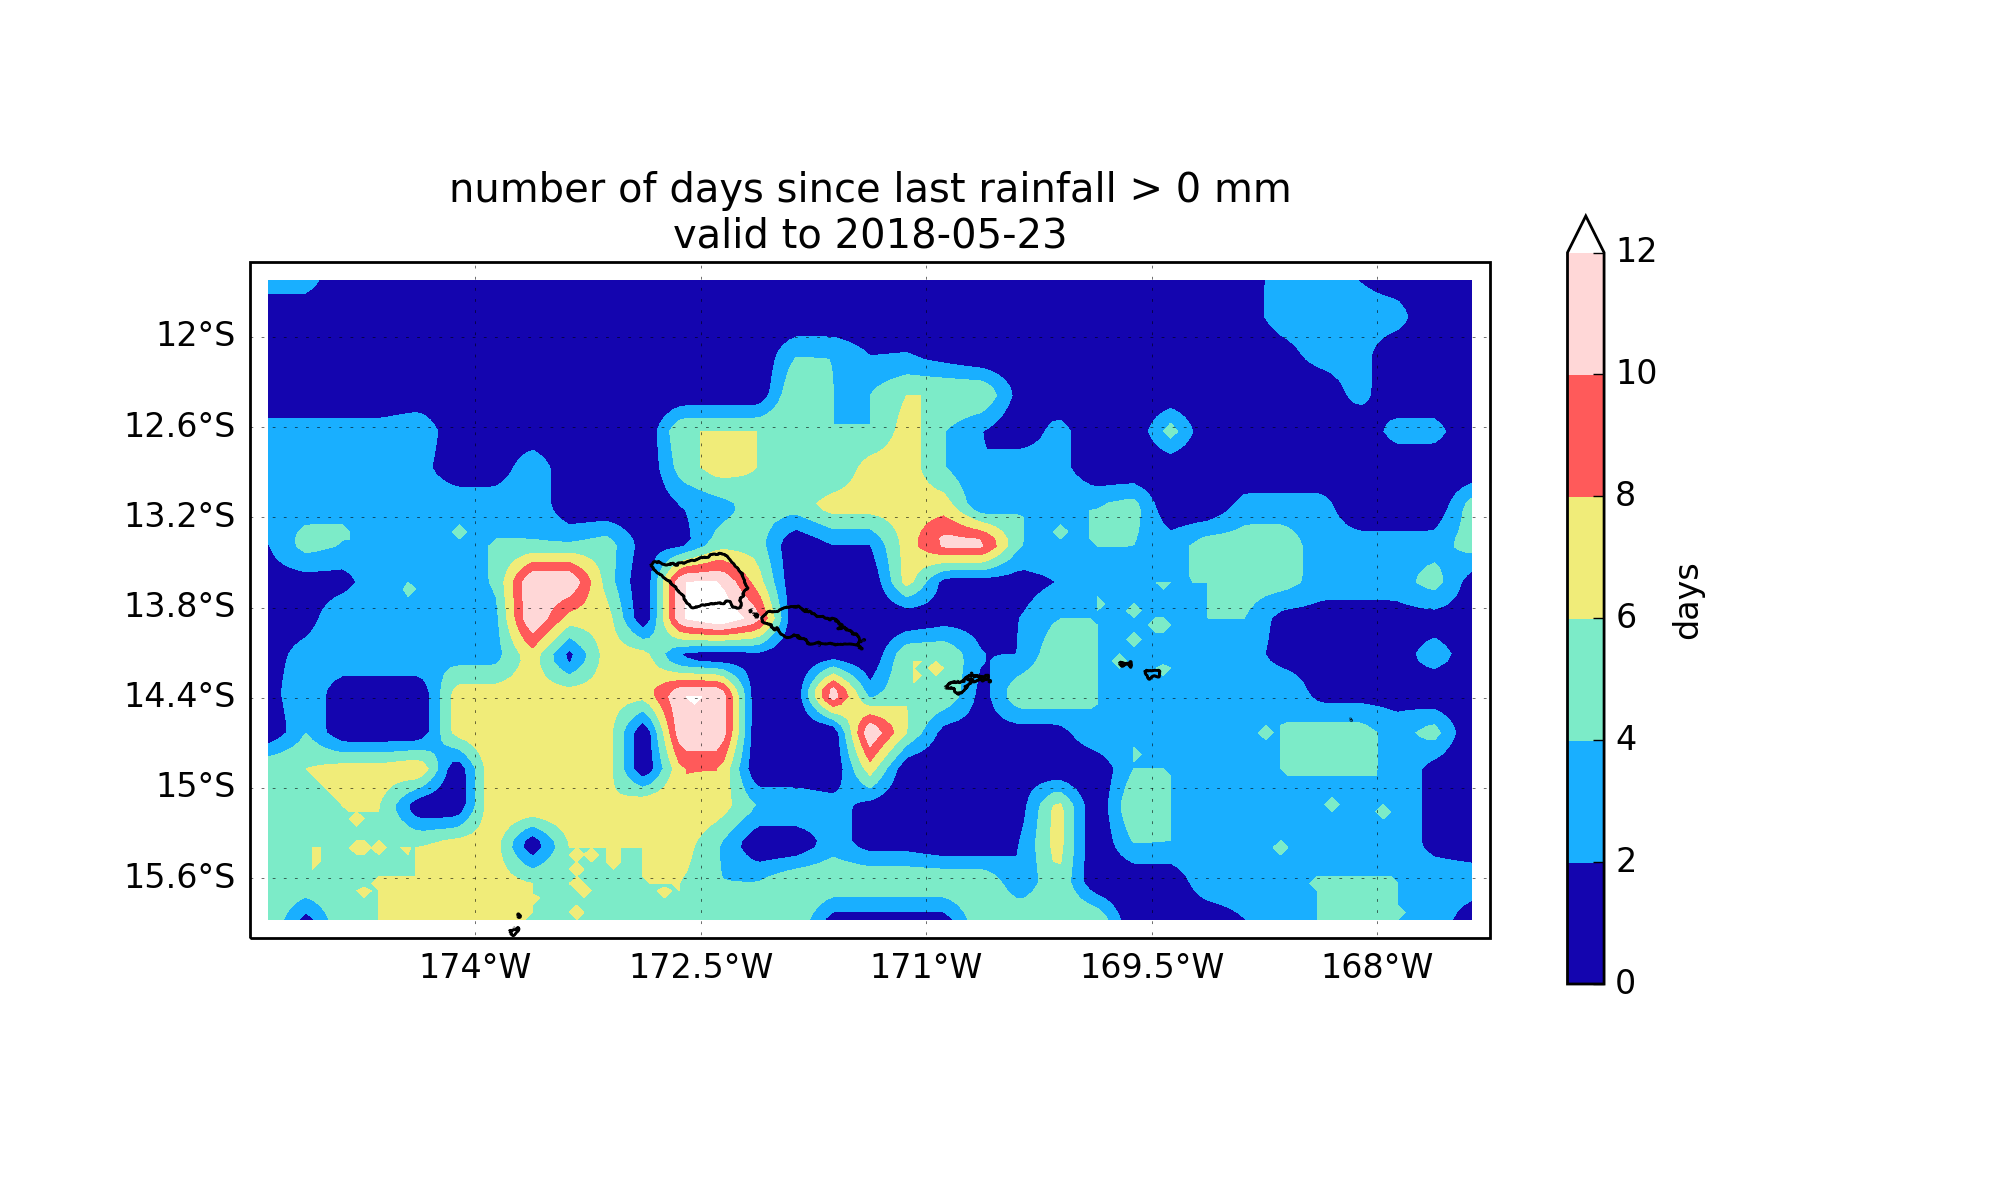 number of days since last rainfall > 0 mm
valid to 2018-05-23
12°S
12.6°S
13.2°S
13.8°S
14.4°S
15°S
15.6°S
174°W
172.5°W
171°W
169.5°W
168°W
12
10
8
6
4
2
0
days